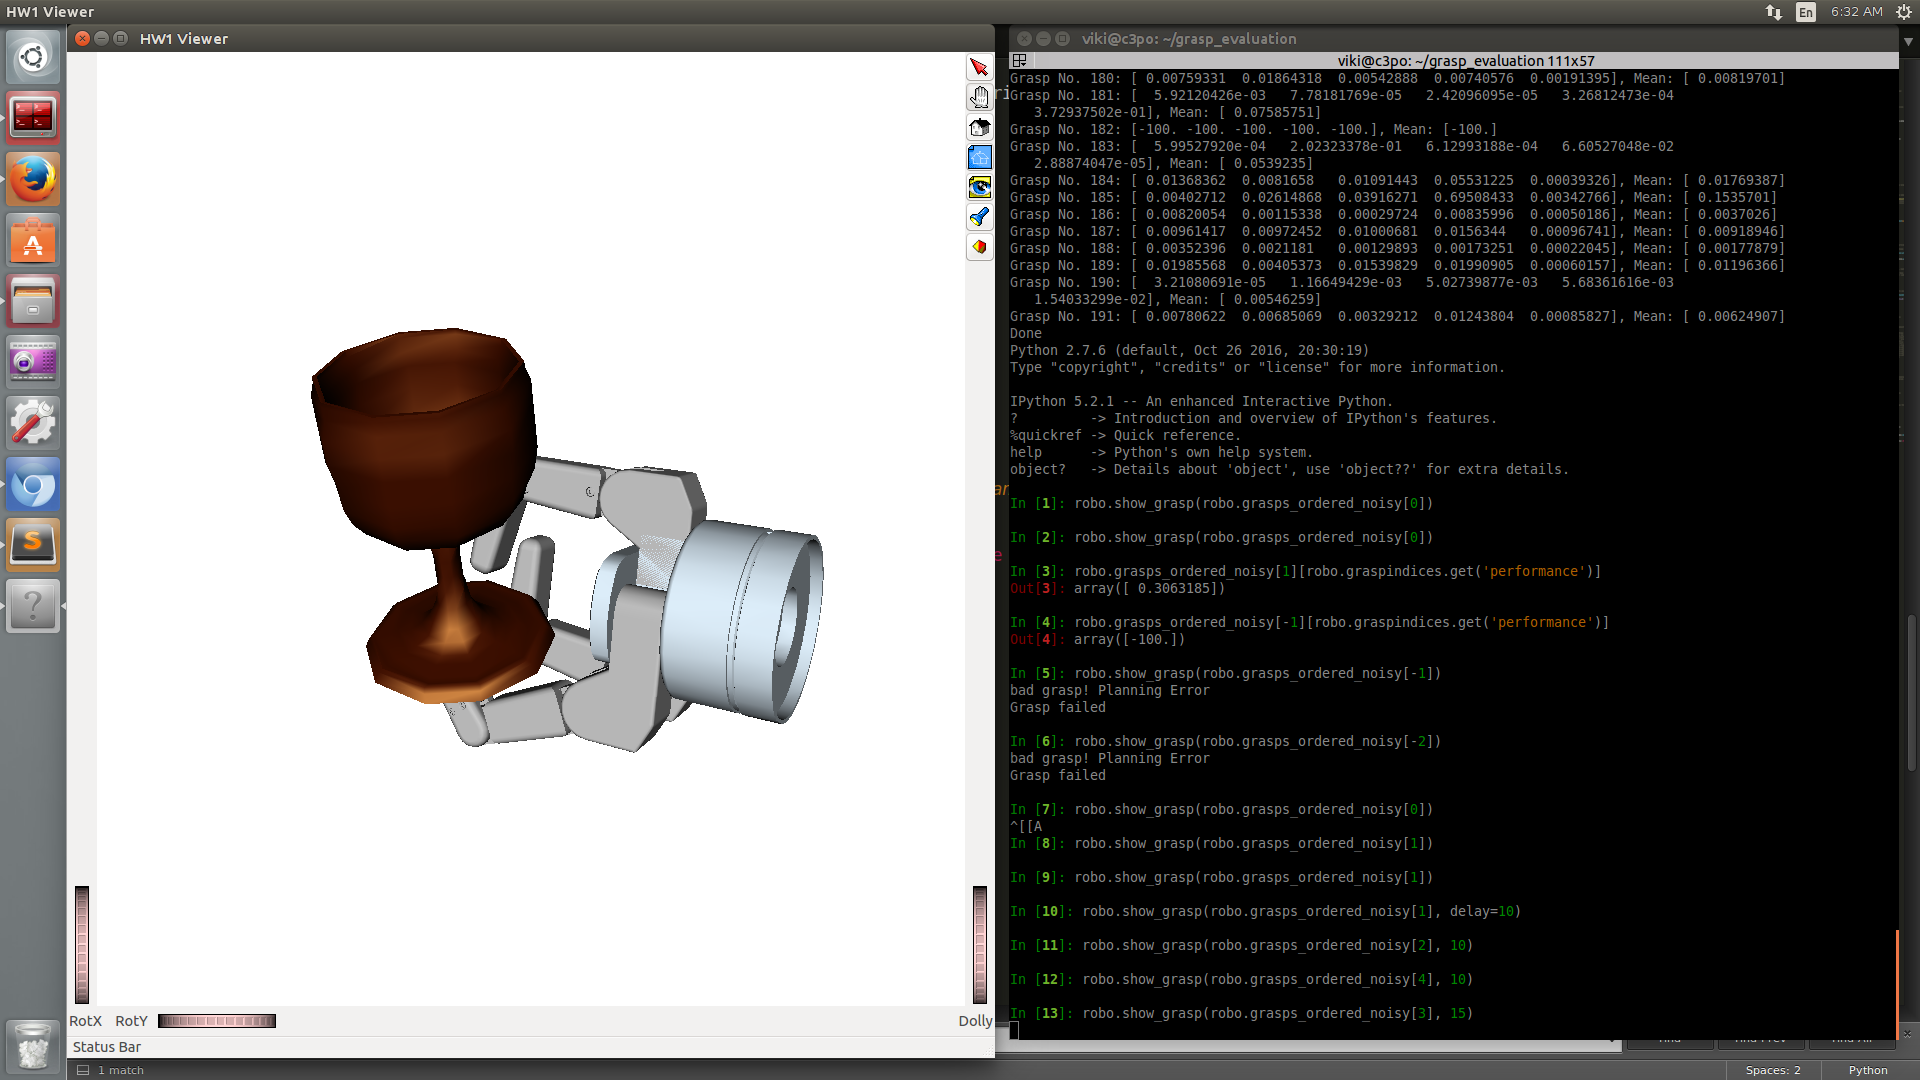 HW1 Viewer
En
6:32 AM
HW1 Viewer
RotX RotY
Dolly
Status Bar
1 match
viki@c3po: ~/grasp_evaluation
viki@c3po: ~/grasp_evaluation 111x57
Grasp No. 180: [ 0.00759331  0.01864318  0.00542888  0.00740576  0.00191395], Mean: [ 0.00819701]
Grasp No. 181: [  5.92120426e-03   7.78181769e-05   2.42096095e-05   3.26812473e-04
   3.72937502e-01], Mean: [ 0.07585751]
Grasp No. 182: [-100. -100. -100. -100. -100.], Mean: [-100.]
Grasp No. 183: [  5.99527920e-04   2.02323378e-01   6.12993188e-04   6.60527048e-02
   2.88874047e-05], Mean: [ 0.0539235]
Grasp No. 184: [ 0.01368362  0.0081658   0.01091443  0.05531225  0.00039326], Mean: [ 0.01769387]
Grasp No. 185: [ 0.00402712  0.02614868  0.03916271  0.69508433  0.00342766], Mean: [ 0.1535701]
Grasp No. 186: [ 0.00820054  0.00115338  0.00029724  0.00835996  0.00050186], Mean: [ 0.0037026]
Grasp No. 187: [ 0.00961417  0.00972452  0.01000681  0.0156344   0.00096741], Mean: [ 0.00918946]
Grasp No. 188: [ 0.00352396  0.0021181   0.00129893  0.00173251  0.00022045], Mean: [ 0.00177879]
Grasp No. 189: [ 0.01985568  0.00405373  0.01539829  0.01990905  0.00060157], Mean: [ 0.01196366]
Grasp No. 190: [  3.21080691e-05   1.16649429e-03   5.02739877e-03   5.68361616e-03
   1.54033299e-02], Mean: [ 0.00546259]
Grasp No. 191: [ 0.00780622  0.00685069  0.00329212  0.01243804  0.00085827], Mean: [ 0.00624907]
Done
Python 2.7.6 (default, Oct 26 2016, 20:30:19)
Type "copyright", "credits" or "license" for more information.
IPython 5.2.1 -- An enhanced Interactive Python.
?         -> Introduction and overview of IPython's features.
%quickref -> Quick reference.
help      -> Python's own help system.
object?   -> Details about 'object', use 'object??' for extra details.
In [1]: robo.show_grasp(robo.grasps_ordered_noisy[0])
In [2]: robo.show_grasp(robo.grasps_ordered_noisy[0])
In [3]: robo.grasps_ordered_noisy[1][robo.graspindices.get('performance')]
Out[3]: array([ 0.3063185])
In [4]: robo.grasps_ordered_noisy[-1][robo.graspindices.get('performance')]
Out[4]: array([-100.])
In [5]: robo.show_grasp(robo.grasps_ordered_noisy[-1])
bad grasp! Planning Error
Grasp failed
In [6]: robo.show_grasp(robo.grasps_ordered_noisy[-2])
bad grasp! Planning Error
Grasp failed
In [7]: robo.show_grasp(robo.grasps_ordered_noisy[0])
^[[A
In [8]: robo.show_grasp(robo.grasps_ordered_noisy[1])
In [9]: robo.show_grasp(robo.grasps_ordered_noisy[1])
In [10]: robo.show_grasp(robo.grasps_ordered_noisy[1], delay=10)
In [11]: robo.show_grasp(robo.grasps_ordered_noisy[2], 10)
In [12]: robo.show_grasp(robo.grasps_ordered_noisy[4], 10)
In [13]: robo.show_grasp(robo.grasps_ordered_noisy[3], 15)
Spaces: 2
Python